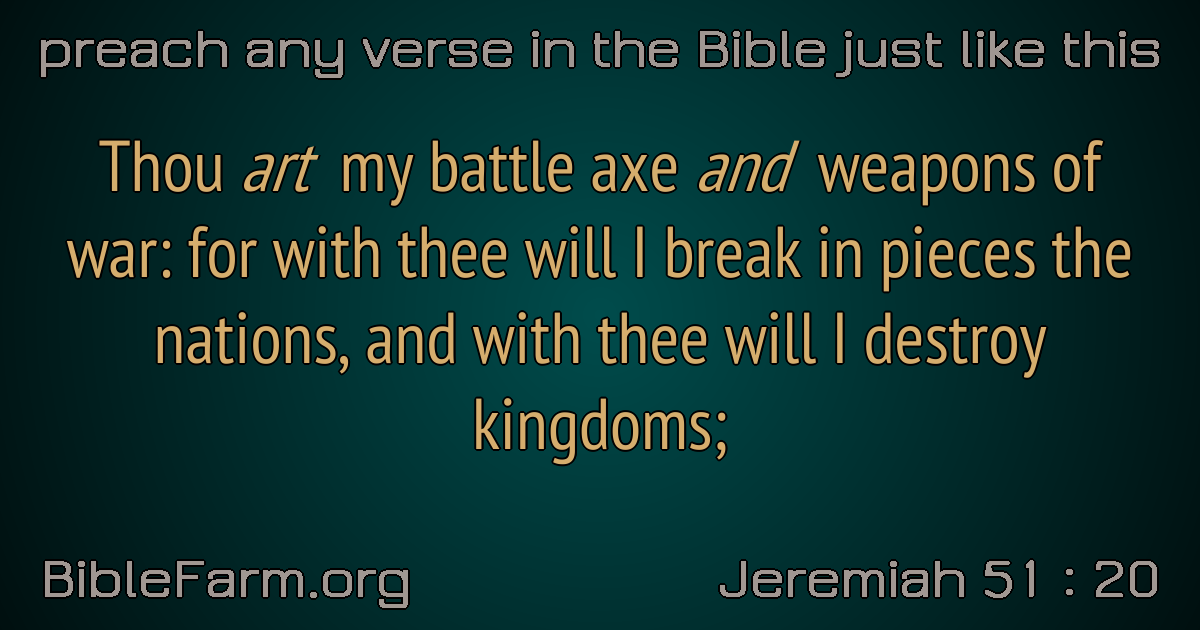 preach any verse in the Bible just like this
Thou art my battle axe and weapons of
war: for with thee will I break in pieces the
nations, and with thee will I destroy
kingdoms;
BibleFarm.org
Jeremiah 51 : 20